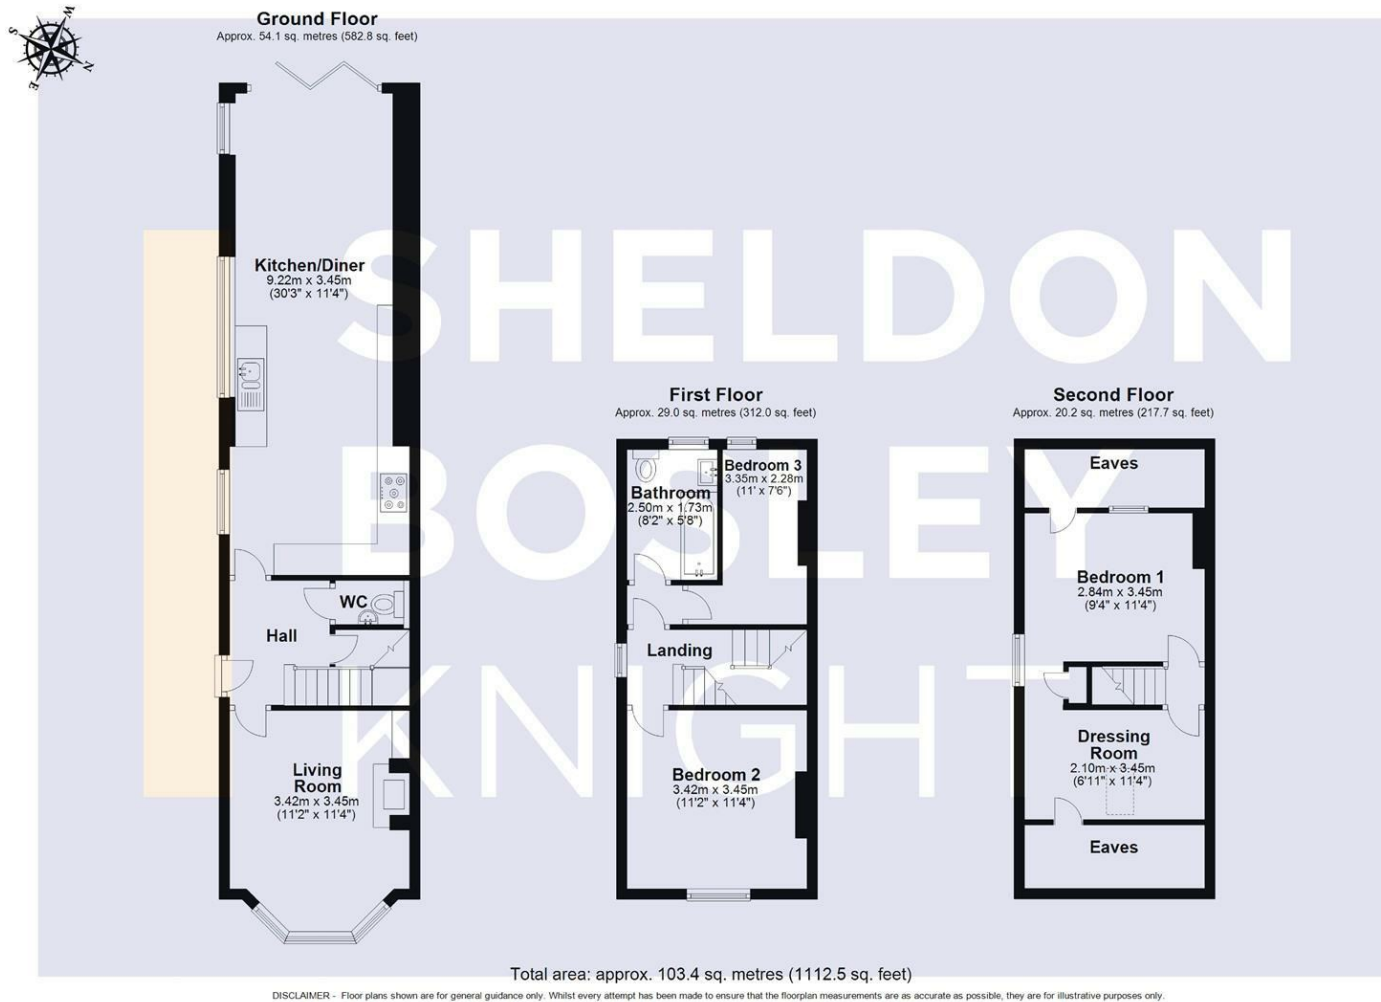 Ground Floor
Approx. 54.1 sq. metres (582.8 sq. feet)
W
S
N
E
Kitchen/Diner
9.22m x 3.45m
(30'3" x 11'4")
SHELDON
BOSLEY
KNIGHT
First Floor
Approx. 29.0 sq. metres (312.0 sq. feet)
Second Floor
Approx. 20.2 sq. metres (217.7 sq. feet)
Bathroom
2.50m x 1.73m
(8'2" x 5'8")
Bedroom 3
3.35m x 2.28m
(11' x 7'6")
Eaves
Bedroom 1
2.84m x 3.45m
(9'4" x 11'4")
WC
Hall
Landing
Living
Room
3.42m x 3.45m
(11'2" x 11'4")
Bedroom 2
3.42m x 3.45m
(11'2" x 11'4")
Dressing
Room
2.10m x 3.45m
(6'11" x 11'4")
Eaves
Total area: approx. 103.4 sq. metres (1112.5 sq. feet)
DISCLAIMER - Floor plans shown are for general guidance only. Whilst every attempt has been made to ensure that the floorplan measurements are as accurate as possible, they are for illustrative purposes only.